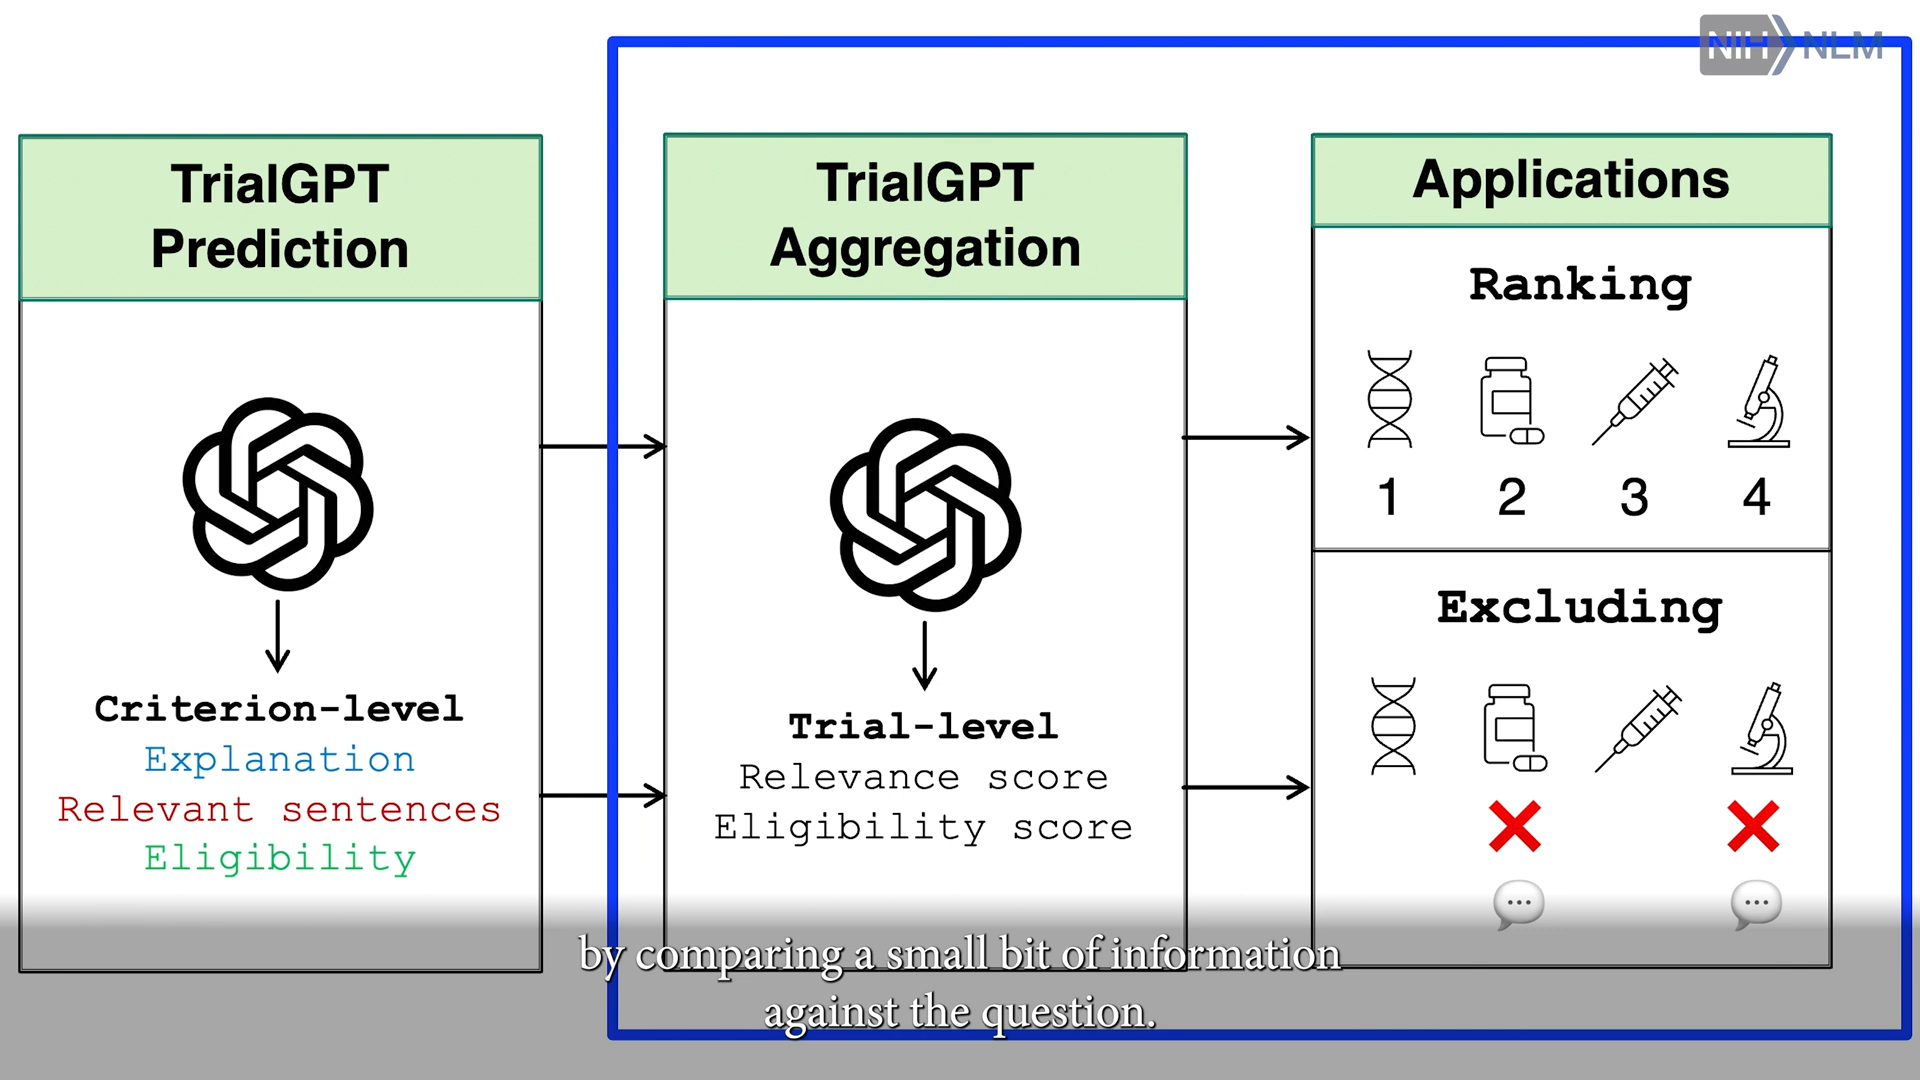 NIH NLM
TrialGPT
Prediction
Criterion-level
Explanation
Relevant sentences
Eligibility
TrialGPT
Aggregation
Trial-level
Relevance score
Eligibility score
Applications
Ranking
1 2 3 4
Excluding
by comparing a small bit of information
against the question.